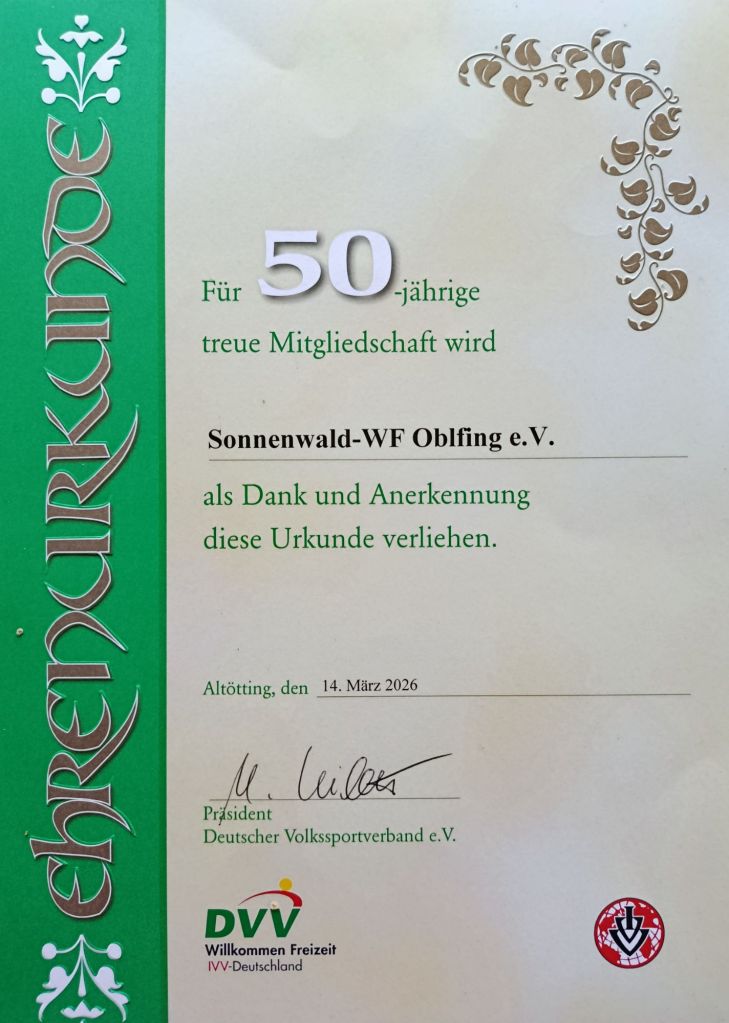 Ehrenurkunde
Für 50-jährige
treue Mitgliedschaft wird
Sonnenwald-WF Oblfing e.V.
als Dank und Anerkennung
diese Urkunde verliehen.
Altötting, den 14. März 2026
Präsident
Deutscher Volkssportverband e.V.
DVV
Willkommen Freizeit
IVV-Deutschland
IVV